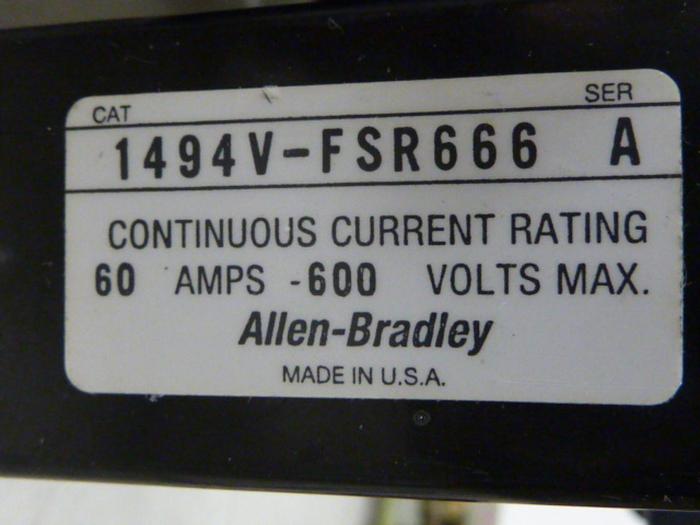 CAT SER
1494V-FSR666 A
CONTINUOUS CURRENT RATING
60 AMPS -600 VOLTS MAX.
Allen-Bradley
MADE IN U.S.A.